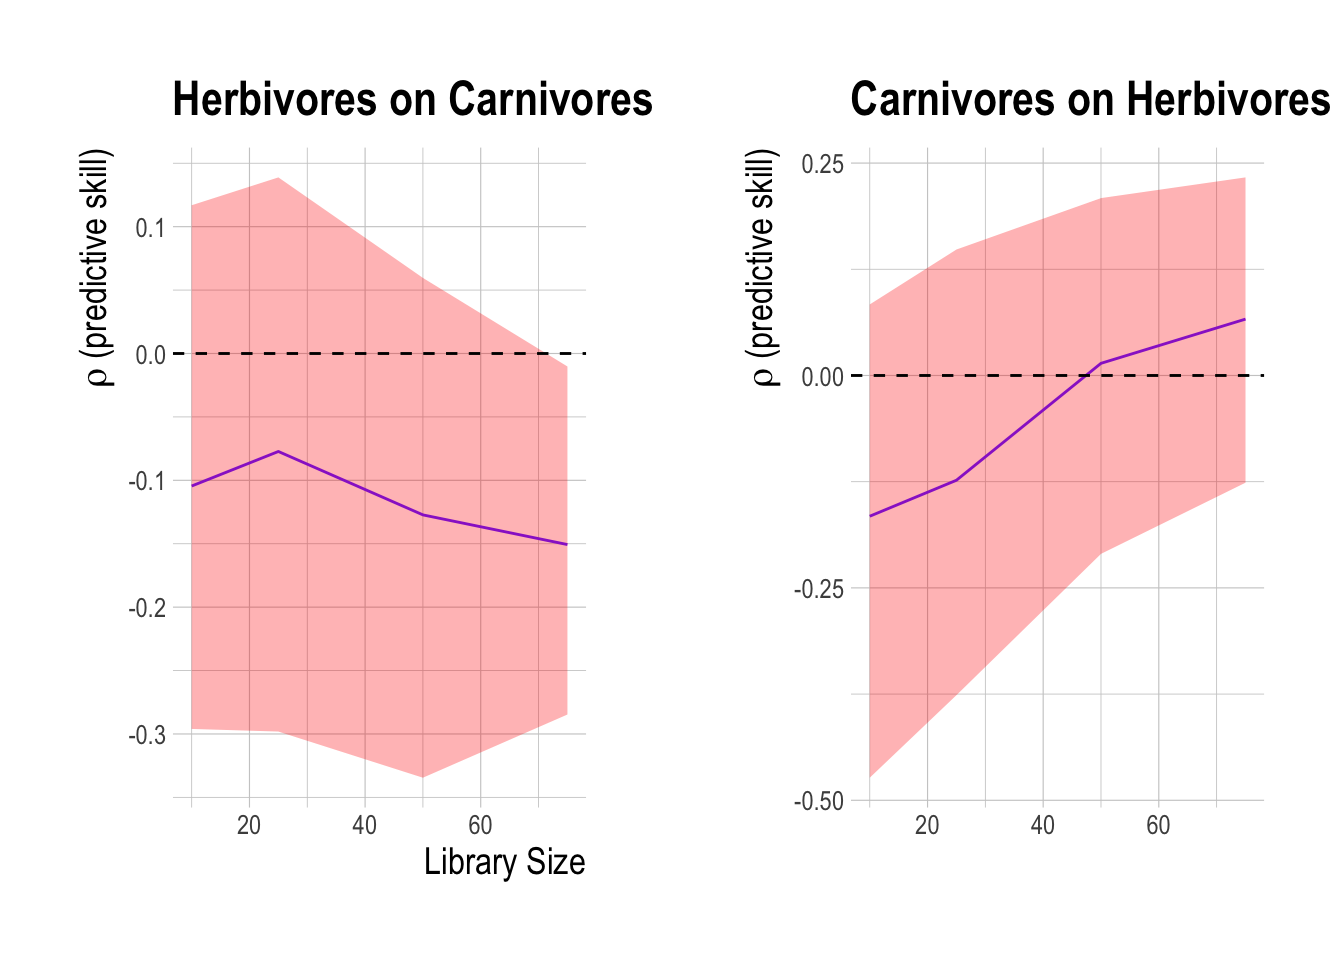 Herbivores on Carnivores
ρ (predictive skill)
0.1
0.0
-0.1
-0.2
-0.3
20 40 60
Library Size
Carnivores on Herbivores
ρ (predictive skill)
0.25
0.00
-0.25
-0.50
20 40 60